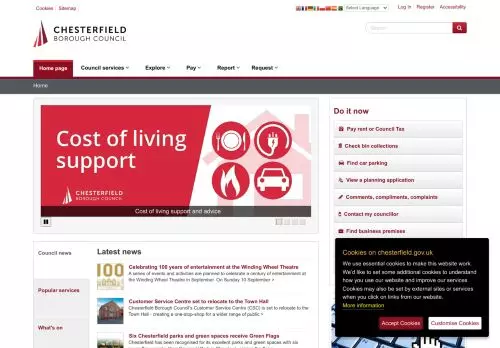 Cookies Sitemap
Select Language
Log In Register Accessibility
CHESTERFIELD
BOROUGH COUNCIL
Search
Home page Council services Explore Pay Report Request
Home
Cost of living
support
CHESTERFIELD
BOROUGH COUNCIL
Cost of living support and advice
Do it now
Pay rent or Council Tax
Check bin collections
Find car parking
View a planning application
Comments, compliments, complaints
Contact my councillor
Find business premises
Council news
Popular services
What's on
Latest news
100
Celebrating 100 years of entertainment at the Winding Wheel Theatre
A series of events and activities are planned to celebrate a century of entertainment at
the Winding Wheel Theatre in September. On Sunday 10 September >
Customer Service Centre set to relocate to the Town Hall
Chesterfield Borough Council's Customer Service Centre (CSC) is set to relocate to the
Town Hall - creating a one-stop-shop for a wider range of public >
Six Chesterfield parks and green spaces receive Green Flags
Chesterfield has been recognised for its excellent parks and green spaces with six
Cookies on chesterfield.gov.uk
We use essential cookies to make this website work.
We'd like to set some additional cookies to understand
how you use our website and improve our services
Cookies may also be set by external sites or services
when you click on links from our website.
More information
Accept Cookies Customise Cookies